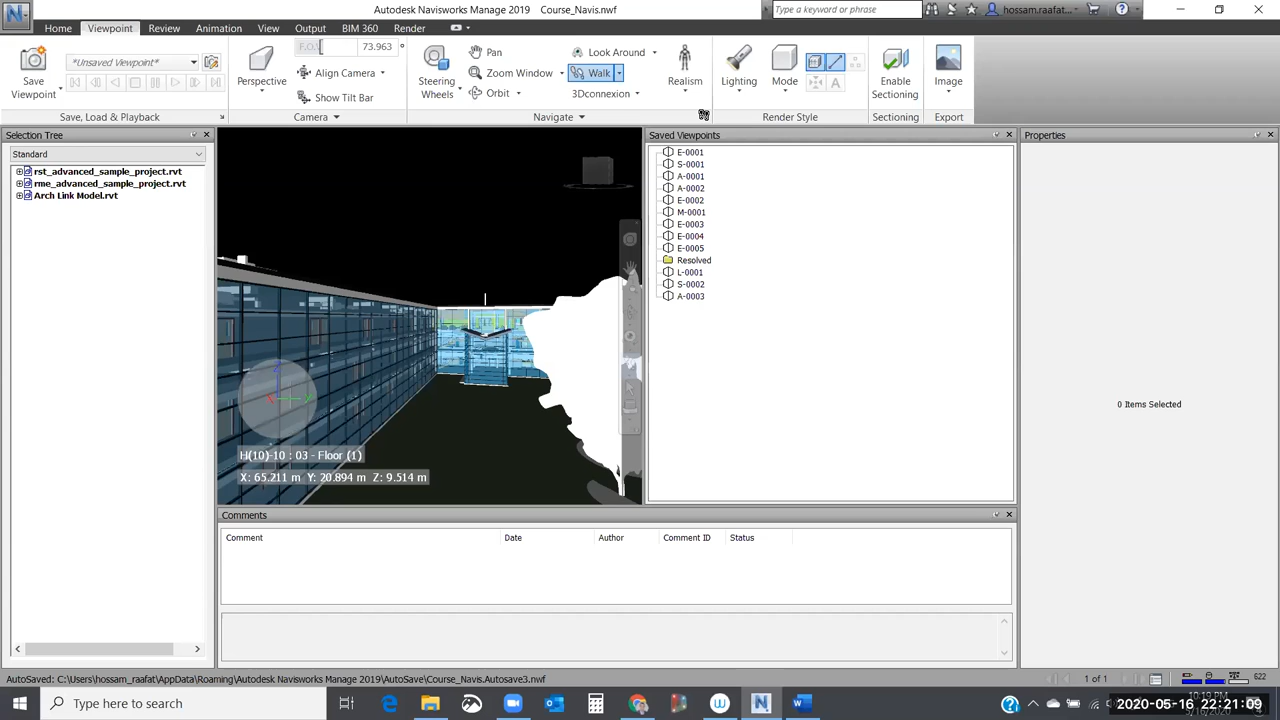 Autodesk Navisworks Manage 2019 Course_Navis.nwf
Type a keyword or phrase
hossam.raafat...
Home Viewpoint Review Animation View Output BIM 360 Render
Save Viewpoint
*Unsaved Viewpoint*
Save, Load & Playback
Perspective
F.O.V. 73.963 °
Align Camera
Show Tilt Bar
Camera
Steering Wheels
Pan
Zoom Window
Orbit
Look Around
Walk
3Dconnexion
Realism
Navigate
Lighting
Mode
A
Render Style
Enable Sectioning
Sectioning
Image
Export
Selection Tree
Standard
rst_advanced_sample_project.rvt
rme_advanced_sample_project.rvt
Arch Link Model.rvt
H(10)-10 : 03 - Floor (1)
X: 65.211 m Y: 20.894 m Z: 9.514 m
Saved Viewpoints
E-0001
S-0001
A-0001
A-0002
E-0002
M-0001
E-0003
E-0004
E-0005
Resolved
L-0001
S-0002
A-0003
Properties
0 Items Selected
Comments
Comment Date Author Comment ID Status
AutoSaved: C:\Users\hossam_raafat\AppData\Roaming\Autodesk Navisworks Manage 2019\AutoSave\Course_Navis.Autosave3.nwf
1 of 1
622
Type here to search
10:19 PM
2020-05-16 22:21:09